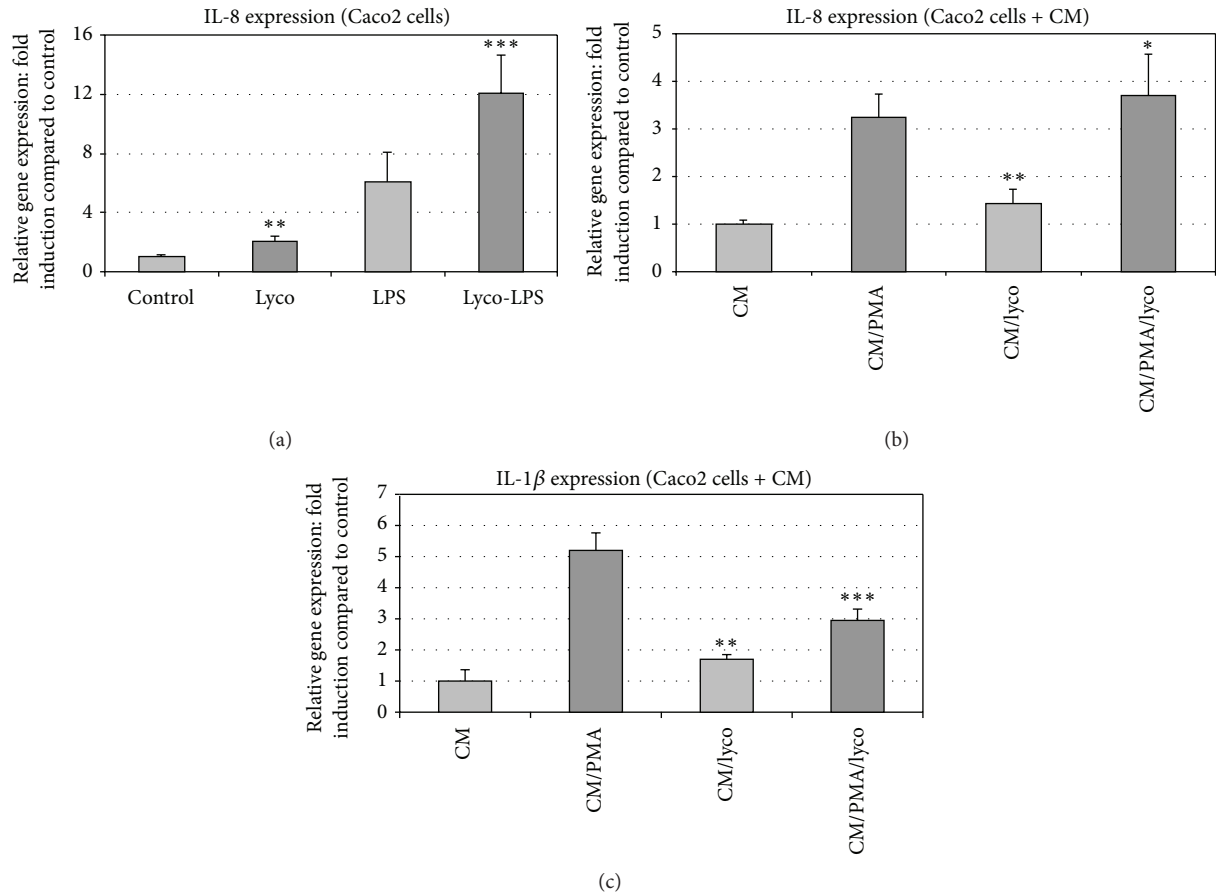 IL-8 expression (Caco2 cells)
Relative gene expression: fold
induction compared to control
16
12
8
4
0
**
***
Control Lyco LPS Lyco-LPS
(a)
IL-8 expression (Caco2 cells + CM)
Relative gene expression: fold
induction compared to control
5
4
3
2
1
0
**
*
CM
CM/PMA
CM/lyco
CM/PMA/lyco
(b)
IL-1β expression (Caco2 cells + CM)
Relative gene expression: fold
induction compared to control
7
6
5
4
3
2
1
0
**
***
CM
CM/PMA
CM/lyco
CM/PMA/lyco
(c)